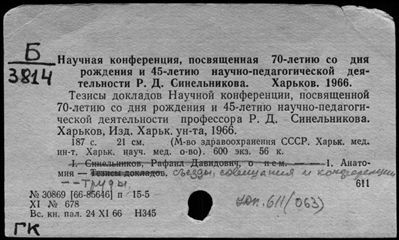 Б
3814
Научная конференция, посвященная 70-летию со дня
рождения и 45-летию научно-педагогической дея-
тельности Р. Д. Синельникова. Харьков. 1966.
Тезисы докладов Научной конференции, посвященной
70-летию со дня рождения и 45-летию научно-педагоги-
ческой деятельности профессора Р. Д. Синельникова.
Харьков, Изд. Харьк. ун-та, 1966.
187 с. 21 см. (М-во здравоохранения СССР. Харьк. мед.
ин-т. Харьк. науч. мед. о-во). 600 экз. 56 к.
1. Синельников, Рафаил Давидович, о нем. — 1. Анато-
мия — Тезисы докладов. съезды, совещания и конференции
— — Труды. 611
№ 30869 [66-85646] п 15-5
XI № 678
Вс. кн. пал. 24 XI 66 Н345
доп. 611 (063)
ГК